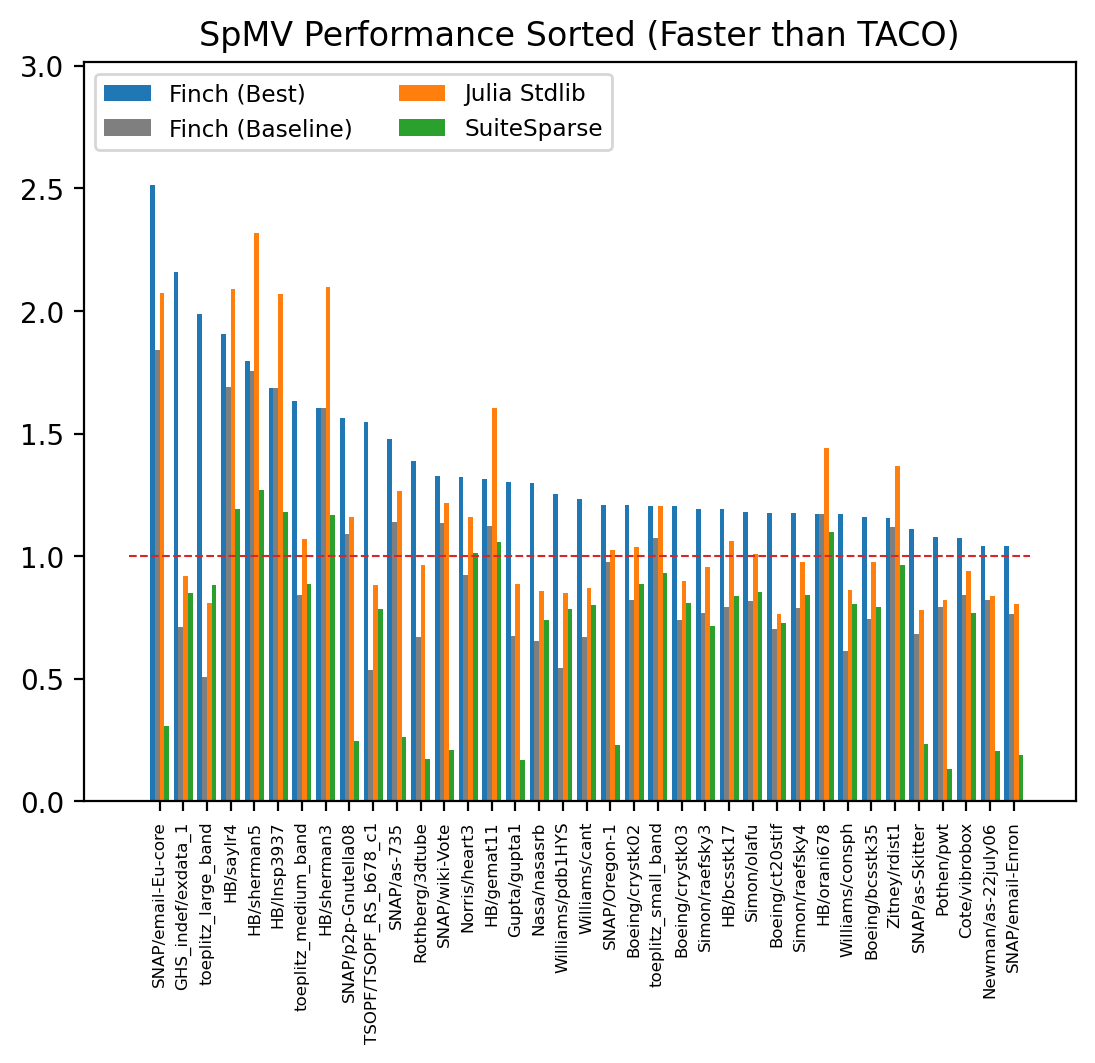 SpMV Performance Sorted (Faster than TACO)
3.0
2.5
2.0
1.5
1.0
0.5
0.0
Finch (Best)
Finch (Baseline)
Julia Stdlib
SuiteSparse
SNAP/email-Eu-core
GHS_indef/exdata_1
toeplitz_large_band
HB/saylr4
HB/sherman5
HB/lnsp3937
toeplitz_medium_band
HB/sherman3
SNAP/p2p-Gnutella08
TSOPF/TSOPF_RS_b678_c1
SNAP/as-735
Rothberg/3dtube
SNAP/wiki-Vote
Norris/heart3
HB/gemat11
Gupta/gupta1
Nasa/nasasrb
Williams/pdb1HYS
Williams/cant
SNAP/Oregon-1
Boeing/crystk02
toeplitz_small_band
Boeing/crystk03
Simon/raefsky3
HB/bcsstk17
Simon/olafu
Boeing/ct20stif
Simon/raefsky4
HB/orani678
Williams/consph
Boeing/bcsstk35
Zitney/rdist1
SNAP/as-Skitter
Pothen/pwt
Cote/vibrobox
Newman/as-22july06
SNAP/email-Enron